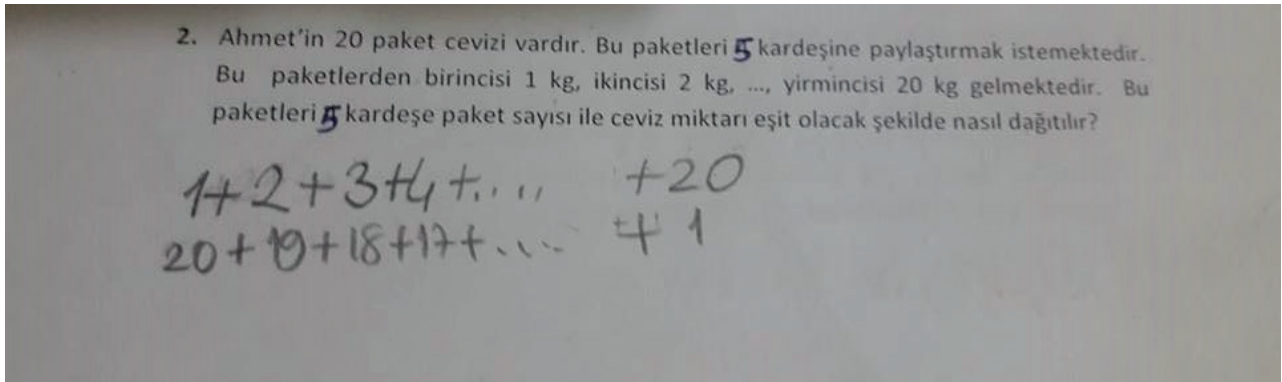 2. Ahmet'in 20 paket cevizi vardır. Bu paketleri 5 kardeşine paylaştırmak istemektedir.
Bu paketlerden birincisi 1 kg, ikincisi 2 kg, ..., yirmincisi 20 kg gelmektedir. Bu
paketleri 5 kardeşe paket sayısı ile ceviz miktarı eşit olacak şekilde nasıl dağıtılır?
1+2+3+4+.... +20
20+19+18+17+.... +1